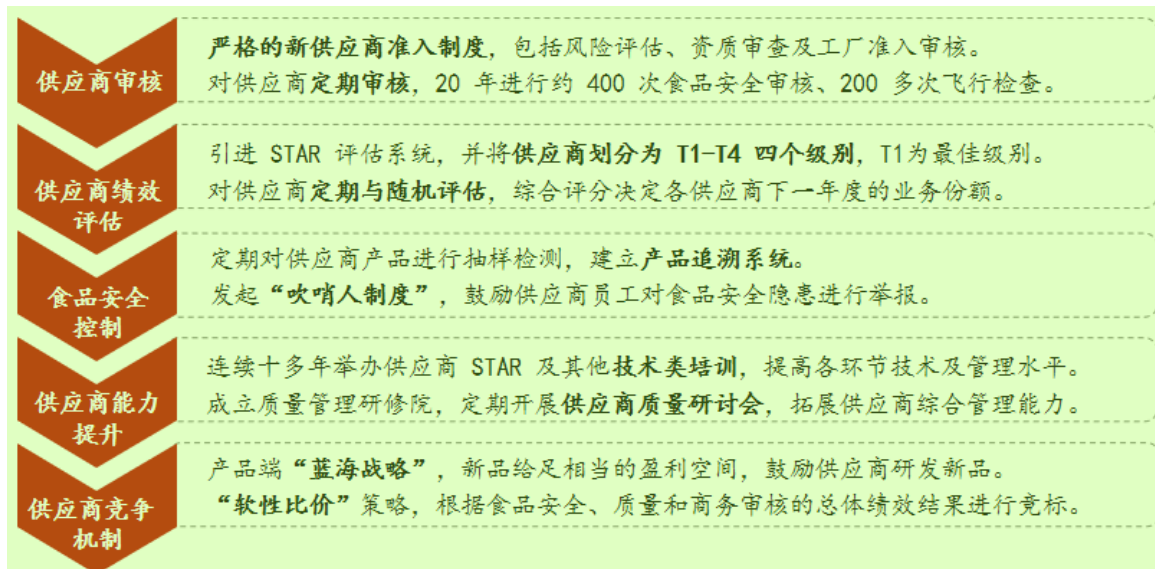 供应商审核
严格的新供应商准入制度，包括风险评估、资质审查及工厂准入审核。
对供应商定期审核，20 年进行约 400 次食品安全审核、200 多次飞行检查。
供应商绩效
评估
引进 STAR 评估系统，并将供应商划分为 T1-T4 四个级别，T1为最佳级别。
对供应商定期与随机评估，综合评分决定各供应商下一年度的业务份额。
食品安全
控制
定期对供应商产品进行抽样检测，建立产品追溯系统。
发起“吹哨人制度”，鼓励供应商员工对食品安全隐患进行举报。
供应商能力
提升
连续十多年举办供应商 STAR 及其他技术类培训，提高各环节技术及管理水平。
成立质量管理研修院，定期开展供应商质量研讨会，拓展供应商综合管理能力。
供应商竞争
机制
产品端“蓝海战略”，新品给足相当的盈利空间，鼓励供应商研发新品。
“软性比价”策略，根据食品安全、质量和商务审核的总体绩效结果进行竞标。